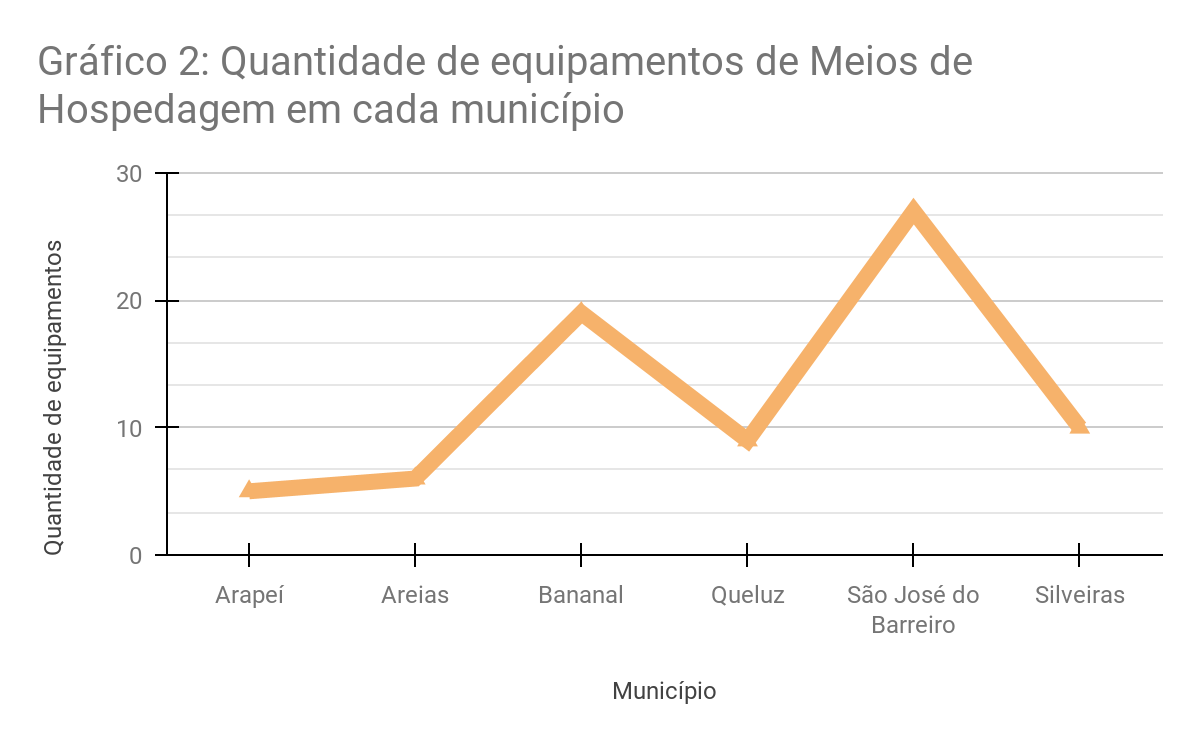 Gráfico 2: Quantidade de equipamentos de Meios de
Hospedagem em cada município
30
20
10
0
Quantidade de equipamentos
Arapeí
Areias
Bananal
Queluz
São José do
Barreiro
Silveiras
Município